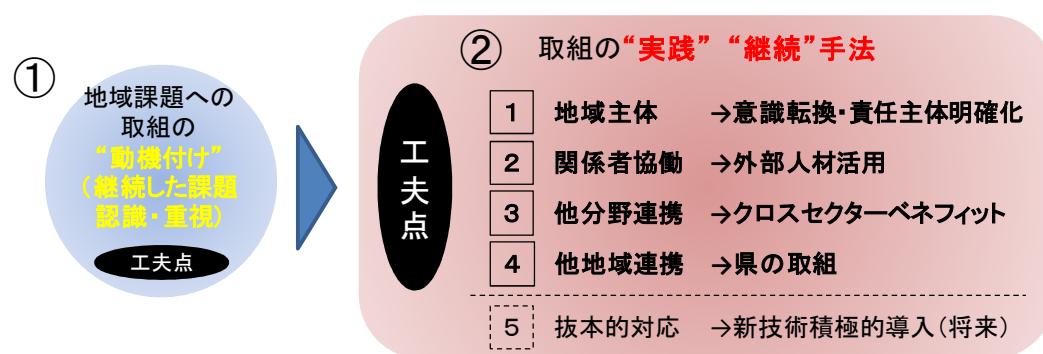 ①
地域課題への
取組の
“動機付け”
（継続した課題
認識・重視）
工夫点
② 取組の“実践” “継続”手法
工夫点
1 地域主体 →意識転換・責任主体明確化
2 関係者協働 →外部人材活用
3 他分野連携 →クロスセクターベネフィット
4 他地域連携 →県の取組
5 抜本的対応 →新技術積極的導入（将来）